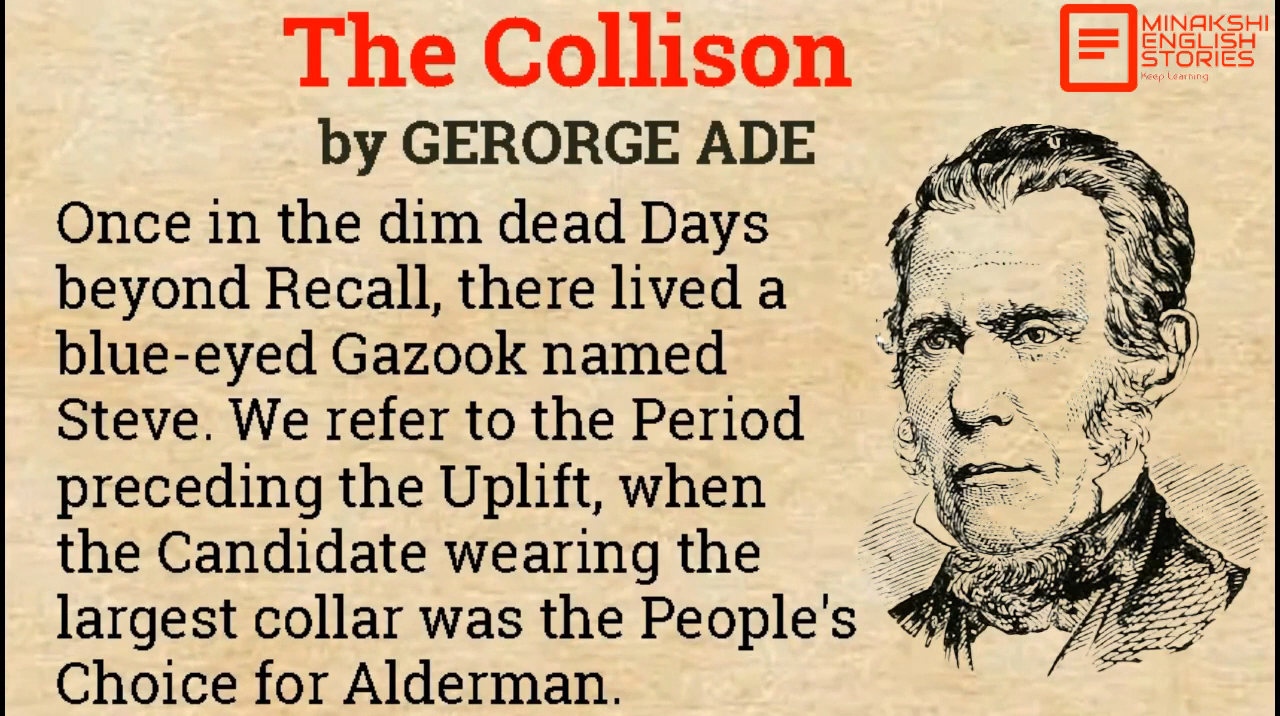 The Collison
by GERORGE ADE
Once in the dim dead Days
beyond Recall, there lived a
blue-eyed Gazook named
Steve. We refer to the Period
preceding the Uplift, when
the Candidate wearing the
largest collar was the People's
Choice for Alderman.
MINAKSHI
ENGLISH
STORIES
Keep Learning